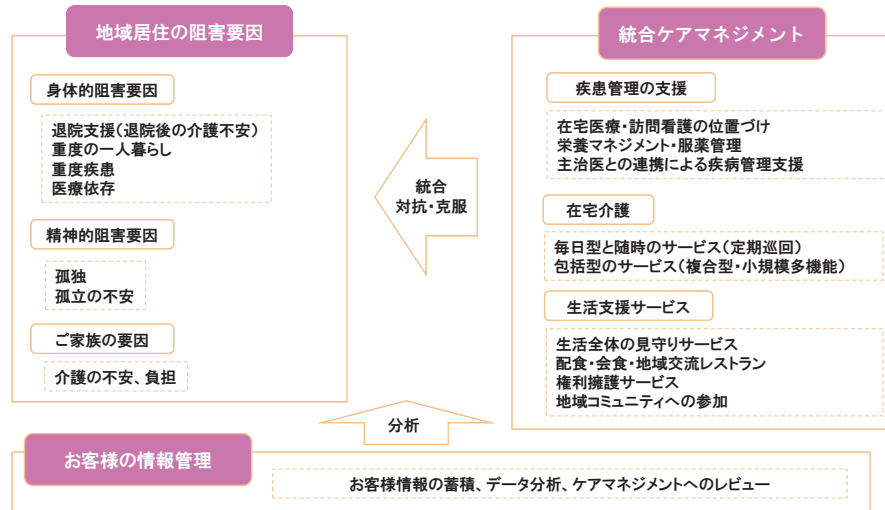 地域居住の阻害要因
身体的阻害要因
退院支援(退院後の介護不安)
重度の一人暮らし
重度疾患
医療依存
精神的阻害要因
孤独
孤立の不安
ご家族の要因
介護の不安、負担
統合
対抗・克服
統合ケアマネジメント
疾患管理の支援
在宅医療・訪問看護の位置づけ
栄養マネジメント・服薬管理
主治医との連携による疾病管理支援
在宅介護
毎日型と随時のサービス(定期巡回)
包括型のサービス(複合型・小規模多機能)
生活支援サービス
生活全体の見守りサービス
配食・会食・地域交流レストラン
権利擁護サービス
地域コミュニティへの参加
分析
お客様の情報管理
お客様情報の蓄積、データ分析、ケアマネジメントへのレビュー